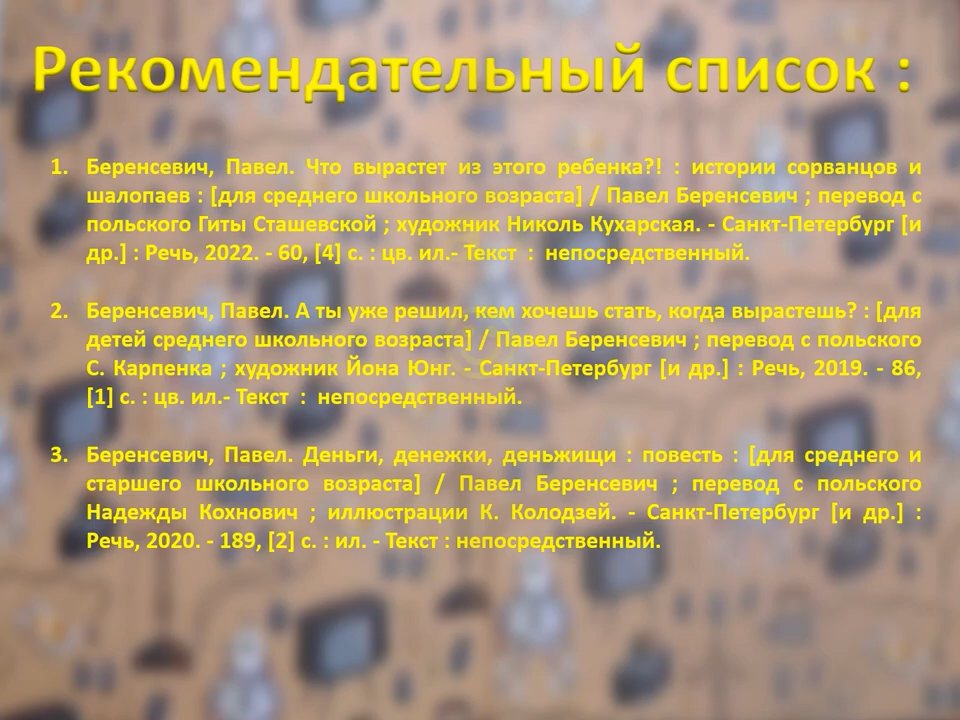 Рекомендательный список :
1. Беренсевич, Павел. Что вырастет из этого ребенка?! : истории сорванцов и
шалопаев : [для среднего школьного возраста] / Павел Беренсевич ; перевод с
польского Гиты Сташевской ; художник Николь Кухарская. - Санкт-Петербург [и
др.] : Речь, 2022. - 60, [4] с. : цв. ил.- Текст : непосредственный.
2. Беренсевич, Павел. А ты уже решил, кем хочешь стать, когда вырастешь? : [для
детей среднего школьного возраста] / Павел Беренсевич ; перевод с польского
С. Карпенка ; художник Йона Юнг. - Санкт-Петербург [и др.] : Речь, 2019. - 86,
[1] с. : цв. ил.- Текст : непосредственный.
3. Беренсевич, Павел. Деньги, денежки, деньжищи : повесть : [для среднего и
старшего школьного возраста] / Павел Беренсевич ; перевод с польского
Надежды Кохнович ; иллюстрации К. Колодзей. - Санкт-Петербург [и др.] :
Речь, 2020. - 189, [2] с. : ил. - Текст : непосредственный.